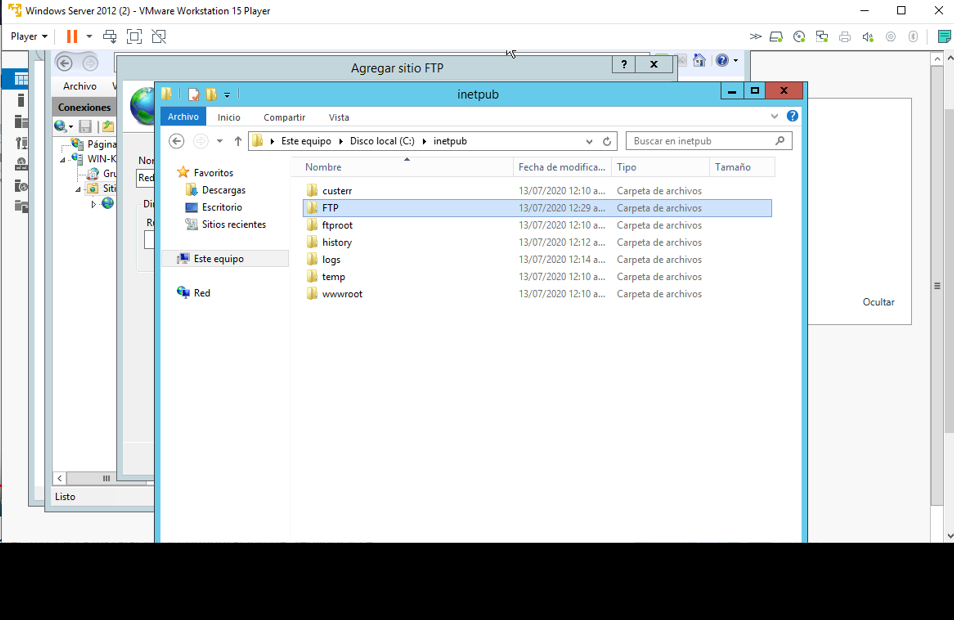 Windows Server 2012 (2) - VMware Workstation 15 Player
Player
Agregar sitio FTP
?
X
Archivo
Conexiones
Página
WIN-K
Gru
Siti
Listo
Nor
Red
Dir
Ru
inetpub
Archivo Inicio Compartir Vista
Este equipo Disco local (C:) inetpub
Buscar en inetpub
Favoritos
Descargas
Escritorio
Sitios recientes
Este equipo
Red
Nombre Fecha de modifica... Tipo Tamaño
custerr 13/07/2020 12:10 a... Carpeta de archivos
FTP 13/07/2020 12:29 a... Carpeta de archivos
ftproot 13/07/2020 12:10 a... Carpeta de archivos
history 13/07/2020 12:12 a... Carpeta de archivos
logs 13/07/2020 12:14 a... Carpeta de archivos
temp 13/07/2020 12:10 a... Carpeta de archivos
wwwroot 13/07/2020 12:10 a... Carpeta de archivos
Ocultar